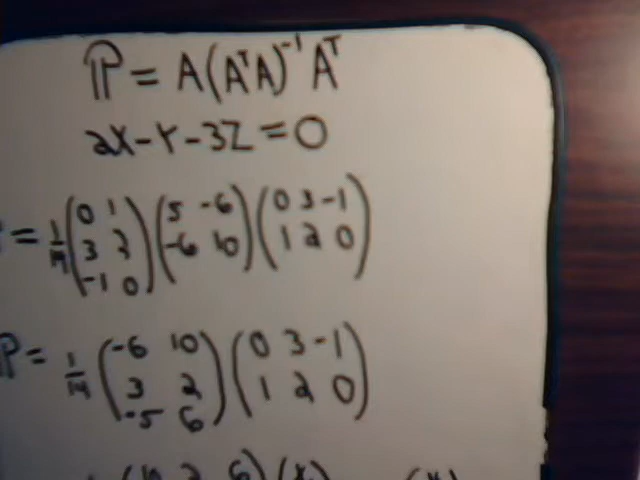 ℙ = A(AᵀA)⁻¹Aᵀ
2X-Y-3Z=0
= 1/14 (0 1; 3 2; -1 0) (5 -6; -6 10) (0 3 -1; 1 2 0)
ℙ = 1/14 (-6 10; 3 2; -5 6) (0 3 -1; 1 2 0)